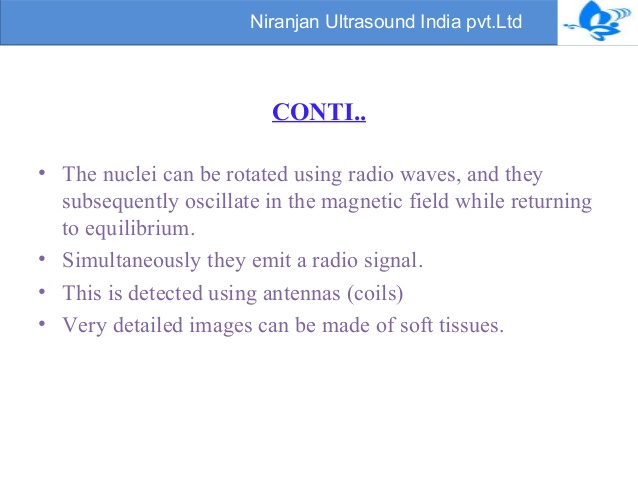 Niranjan Ultrasound India pvt.Ltd
CONTI..
• The nuclei can be rotated using radio waves, and they
subsequently oscillate in the magnetic field while returning
to equilibrium.
• Simultaneously they emit a radio signal.
• This is detected using antennas (coils)
• Very detailed images can be made of soft tissues.